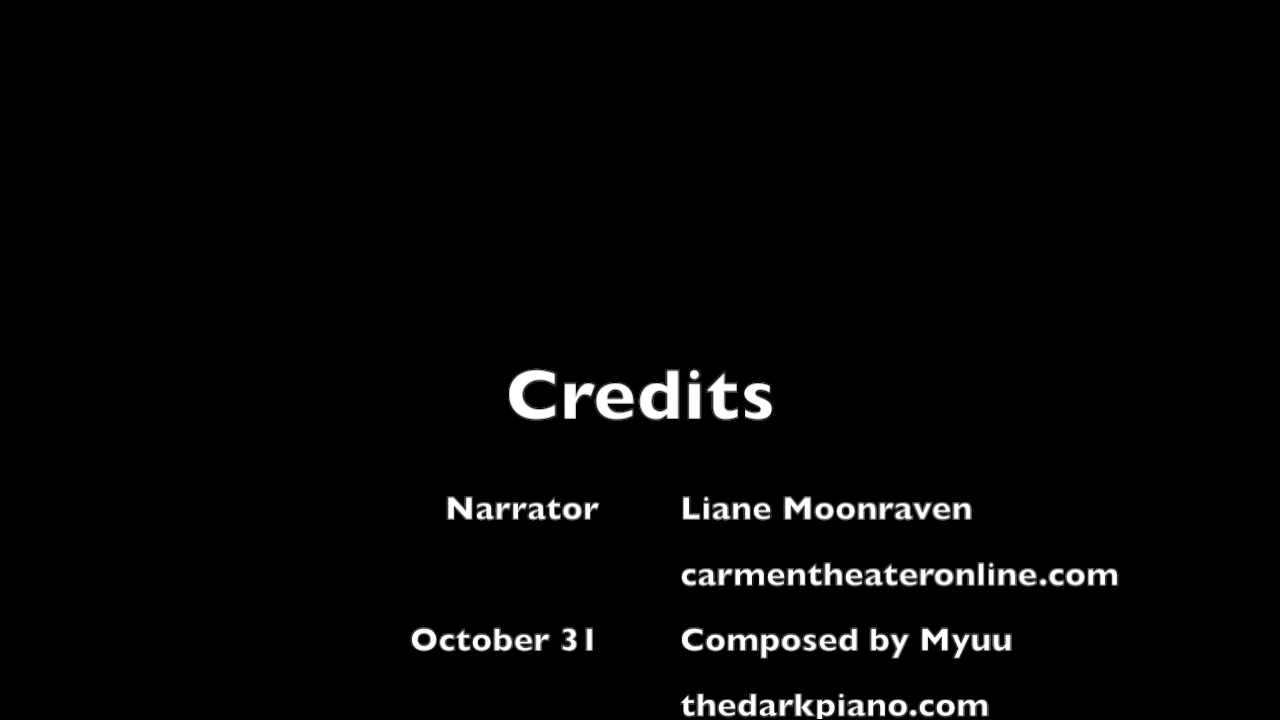 Credits
Narrator Liane Moonraven
carmentheateronline.com
October 31 Composed by Myuu
thedarkpiano.com